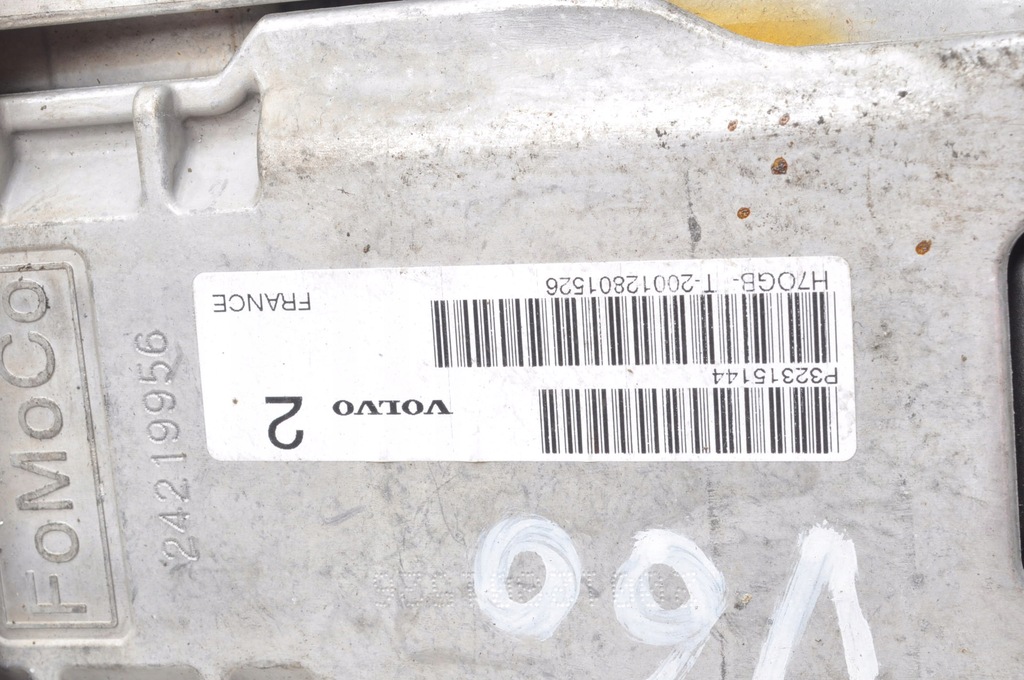 V60
VOLVO 2
P32315144
H7OGB- T-20012801526 FRANCE
FoMoCo
24219956